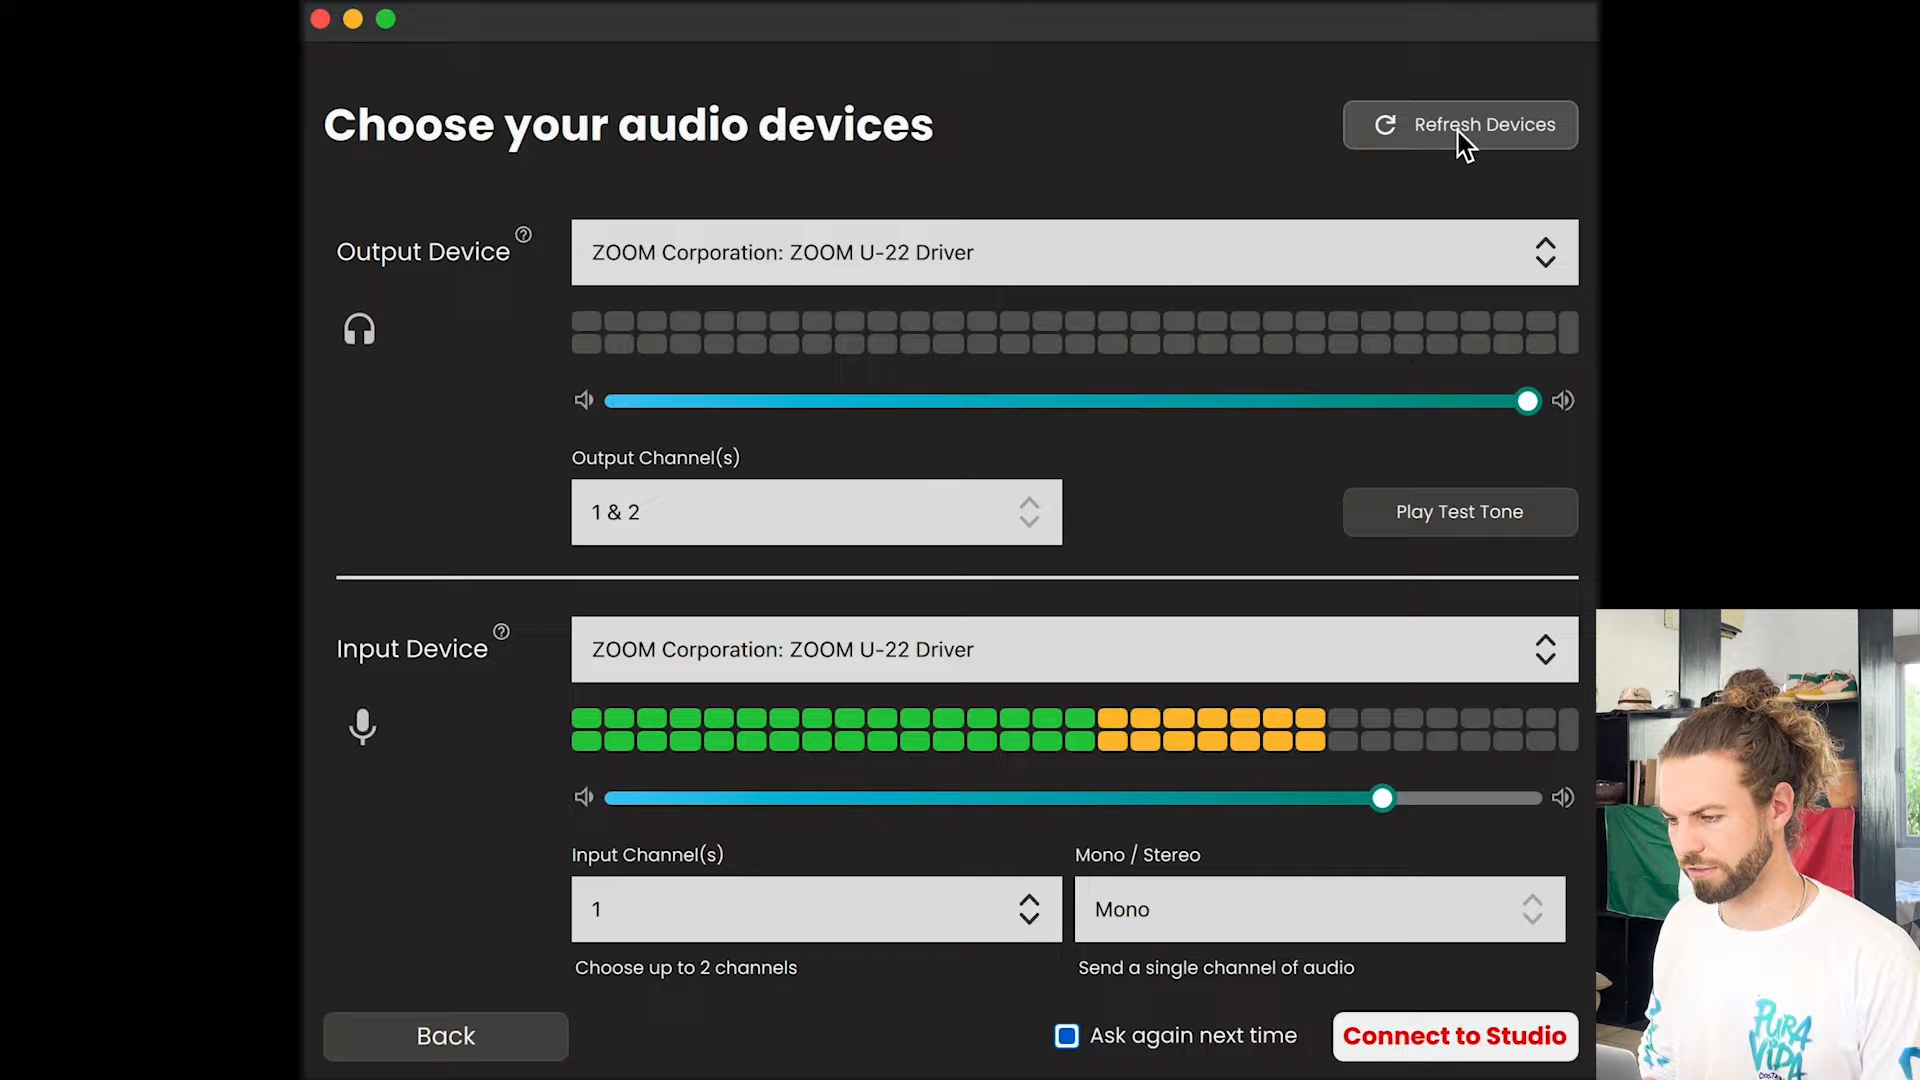 Choose your audio devices
Refresh Devices
Output Device
ZOOM Corporation: ZOOM U-22 Driver
Output Channel(s)
1 & 2
Play Test Tone
Input Device
ZOOM Corporation: ZOOM U-22 Driver
Input Channel(s)
Mono / Stereo
1
Mono
Choose up to 2 channels
Send a single channel of audio
Back
Ask again next time
Connect to Studio
PURA
VIDA